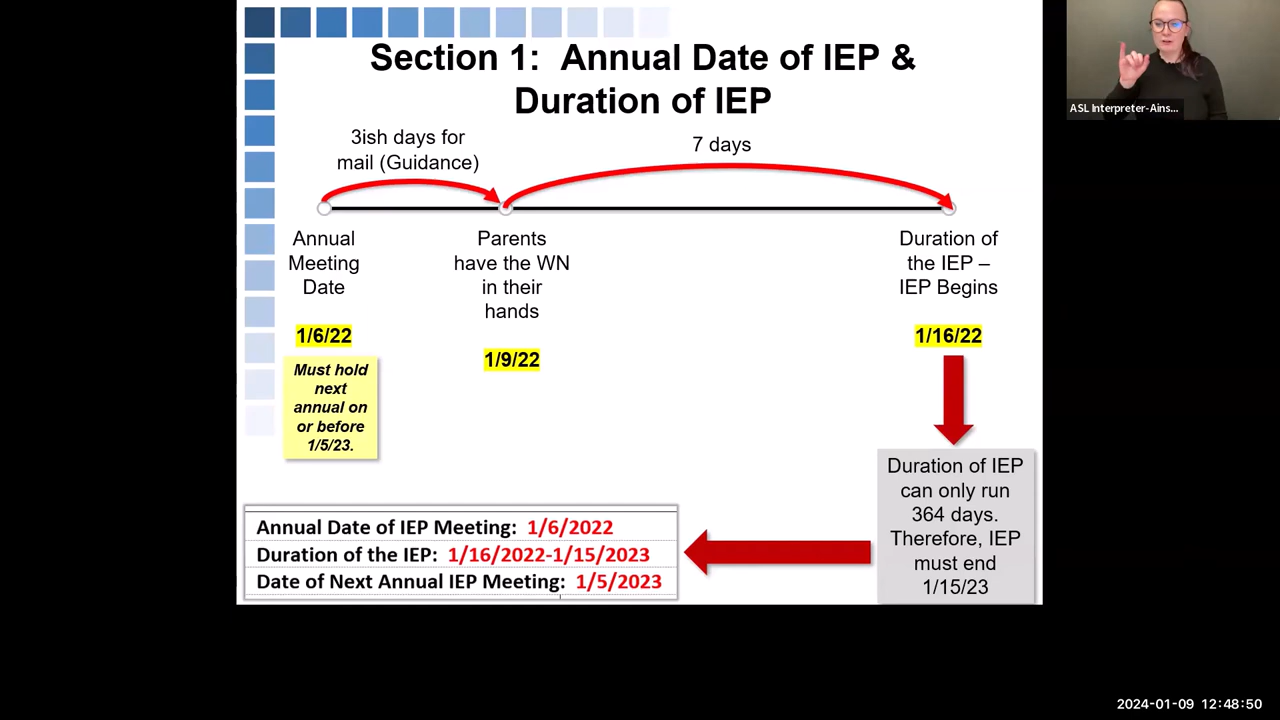 Section 1:  Annual Date of IEP &
Duration of IEP
3ish days for
mail (Guidance)
7 days
Annual
Meeting
Date
1/6/22
Must hold
next
annual on
or before
1/5/23.
Parents
have the WN
in their
hands
1/9/22
Duration of
the IEP –
IEP Begins
1/16/22
Duration of IEP
can only run
364 days.
Therefore, IEP
must end
1/15/23
Annual Date of IEP Meeting: 1/6/2022
Duration of the IEP: 1/16/2022-1/15/2023
Date of Next Annual IEP Meeting: 1/5/2023
ASL Interpreter-Ains...
2024-01-09 12:48:50